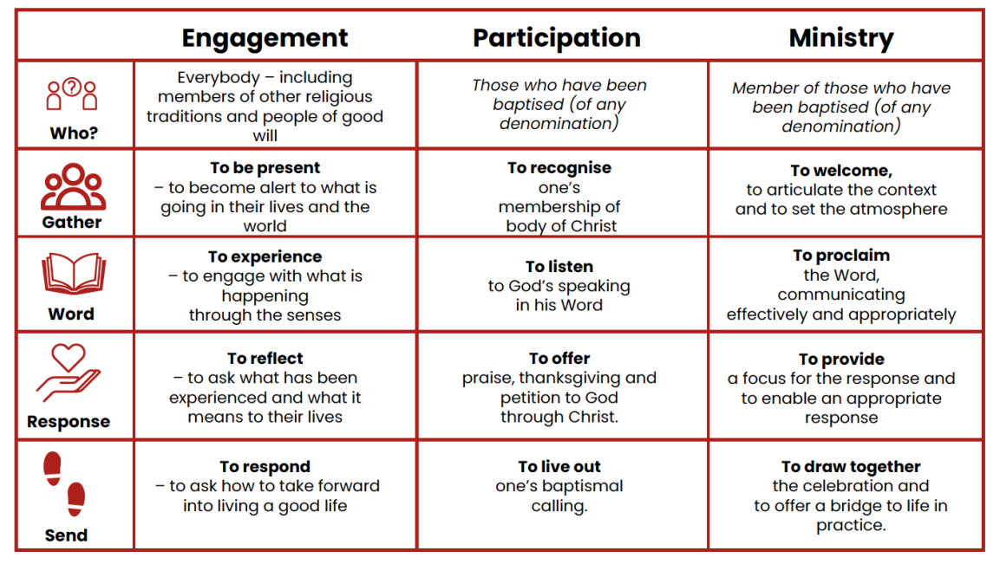 Engagement
Participation
Ministry
Who?
Everybody – including
members of other religious
traditions and people of good
will
Those who have been
baptised (of any
denomination)
Member of those who have
been baptised (of any
denomination)
Gather
To be present
– to become alert to what is
going in their lives and the
world
To recognise
one's
membership of
body of Christ
To welcome,
to articulate the context
and to set the atmosphere
Word
To experience
– to engage with what is
happening
through the senses
To listen
to God's speaking
in his Word
To proclaim
the Word,
communicating
effectively and appropriately
Response
To reflect
– to ask what has been
experienced and what it
means to their lives
To offer
praise, thanksgiving and
petition to God
through Christ.
To provide
a focus for the response and
to enable an appropriate
response
Send
To respond
– to ask how to take forward
into living a good life
To live out
one's baptismal
calling.
To draw together
the celebration and
to offer a bridge to life in
practice.